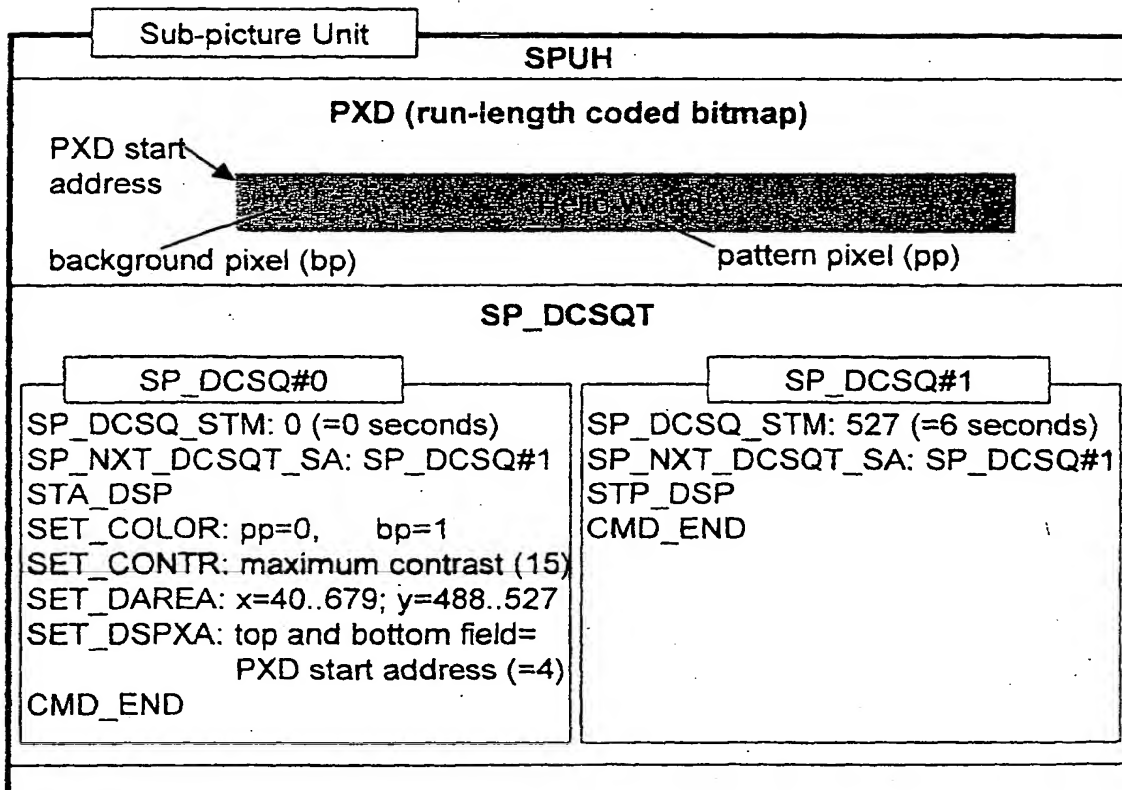 Sub-picture Unit
SPUH
PXD (run-length coded bitmap)
PXD start
address
Hello World
background pixel (bp)
pattern pixel (pp)
SP_DCSQT
SP_DCSQ#0
SP_DCSQ_STM: 0 (=0 seconds)
SP_NXT_DCSQT_SA: SP_DCSQ#1
STA_DSP
SET_COLOR: pp=0, bp=1
SET_CONTR: maximum contrast (15)
SET_DAREA: x=40..679; y=488..527
SET_DSPXA: top and bottom field=
PXD start address (=4)
CMD_END
SP_DCSQ#1
SP_DCSQ_STM: 527 (=6 seconds)
SP_NXT_DCSQT_SA: SP_DCSQ#1
STP_DSP
CMD_END